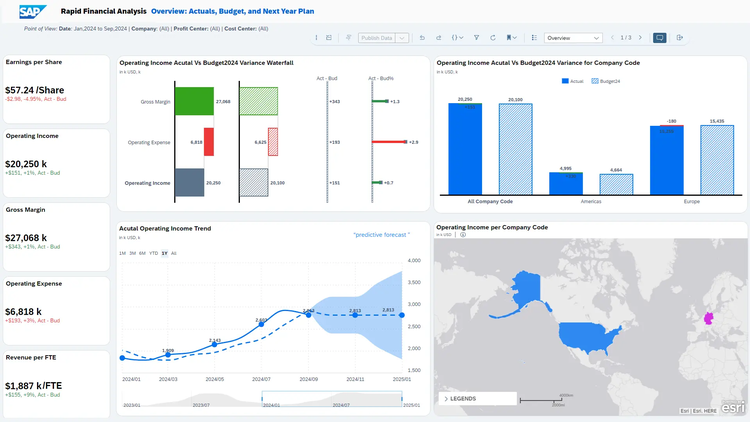 SAP
Rapid Financial Analysis Overview: Actuals, Budget, and Next Year Plan
Point of View: Date: Jan,2024 to Sep,2024 | Company: (All) | Profit Center: (All) | Cost Center: (All)
Publish Data
Overview
1 / 3
Earnings per Share
$57.24 /Share
-$2.98, -4.95%, Act - Bud
Operating Income
$20,250 k
+$151, +1%, Act - Bud
Gross Margin
$27,068 k
+$343, +1%, Act - Bud
Operating Expense
$6,818 k
+$193, +3%, Act - Bud
Revenue per FTE
$1,887 k/FTE
+$155, +9%, Act - Bud
Operating Income Acutal Vs Budget2024 Variance Waterfall
in k USD, k
Act - Bud
Act - Bud%
Gross Margin
27,068
+343
+1.3
Operating Expense
6,818
6,625
+193
+2.9
Opereating Income
20,250
20,100
+151
+0.7
Operating Income Acutal Vs Budget2024 Variance for Company Code
in k USD, k
Actual
Budget24
20,250
20,100
4,995
4,664
-180
15,435
All Company Code
Americas
Europe
Acutal Operating Income Trend
in k USD, k
"predictive forecast "
1M 3M 6M YTD 1Y All
4,000
3,500
3,000
2,500
2,000
1,500
2,143
2,607
2,813
2,813
2024/01
2024/03
2024/05
2024/07
2024/09
2024/11
2025/01
2023/01
2023/07
2024/01
2024/07
2025/01
Operating Income per Company Code
in k USD
LEGENDS
Esri | Esri, HERE
esri